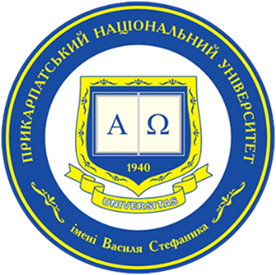 ПРИКАРПАТСЬКИЙ НАЦІОНАЛЬНИЙ УНІВЕРСИТЕТ
Α Ω
1940
UNIVERSITAS
імені Василя Стефаника